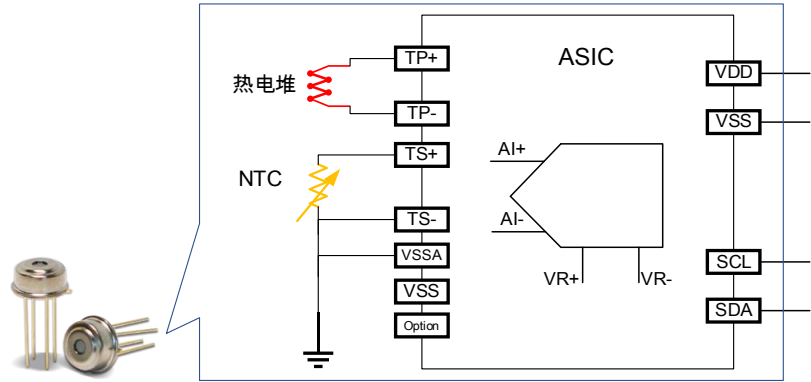 TP+
ASIC
VDD
热电堆
TP-
VSS
TS+
AI+
NTC
TS-
AI-
VSSA
SCL
VR+
VR-
VSS
SDA
Option